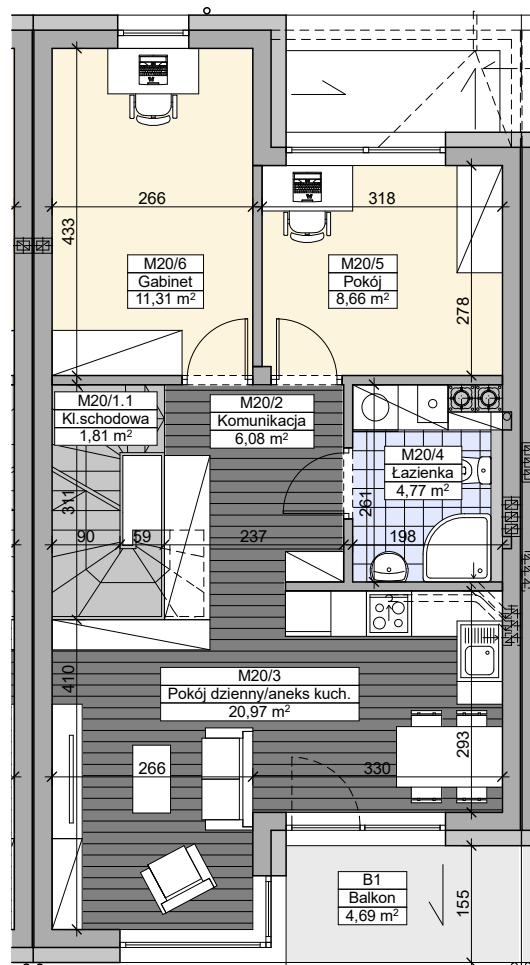 266
433
M20/6
Gabinet
11,31 m²
318
M20/5
Pokój
8,66 m²
278
M20/1.1
Kl.schodowa
1,81 m²
M20/2
Komunikacja
6,08 m²
M20/4
Łazienka
4,77 m²
311
261
90
59
237
198
410
M20/3
Pokój dzienny/aneks kuch.
20,97 m²
293
266
330
B1
Balkon
4,69 m²
155